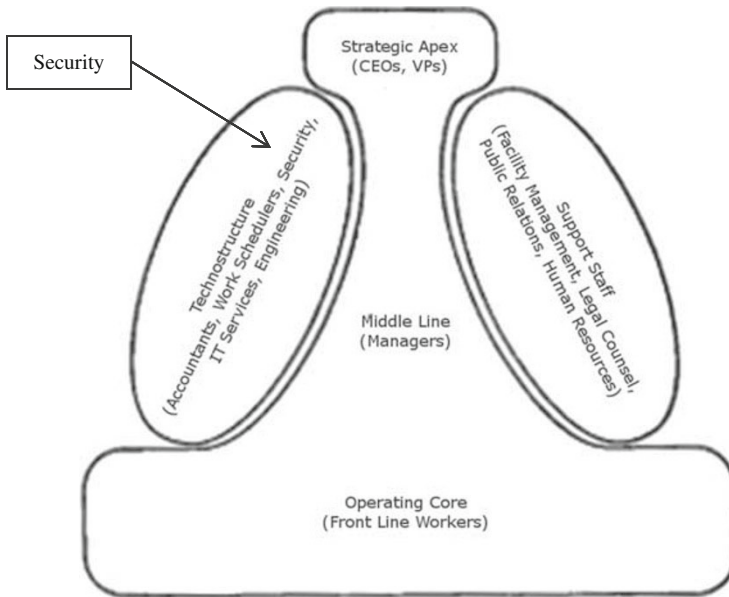 Strategic Apex
(CEOs, VPs)
Security
Technostructure
(Accountants, Work Schedulers, Security,
IT Services, Engineering)
Support Staff
(Facility Management, Legal Counsel,
Public Relations, Human Resources)
Middle Line
(Managers)
Operating Core
(Front Line Workers)